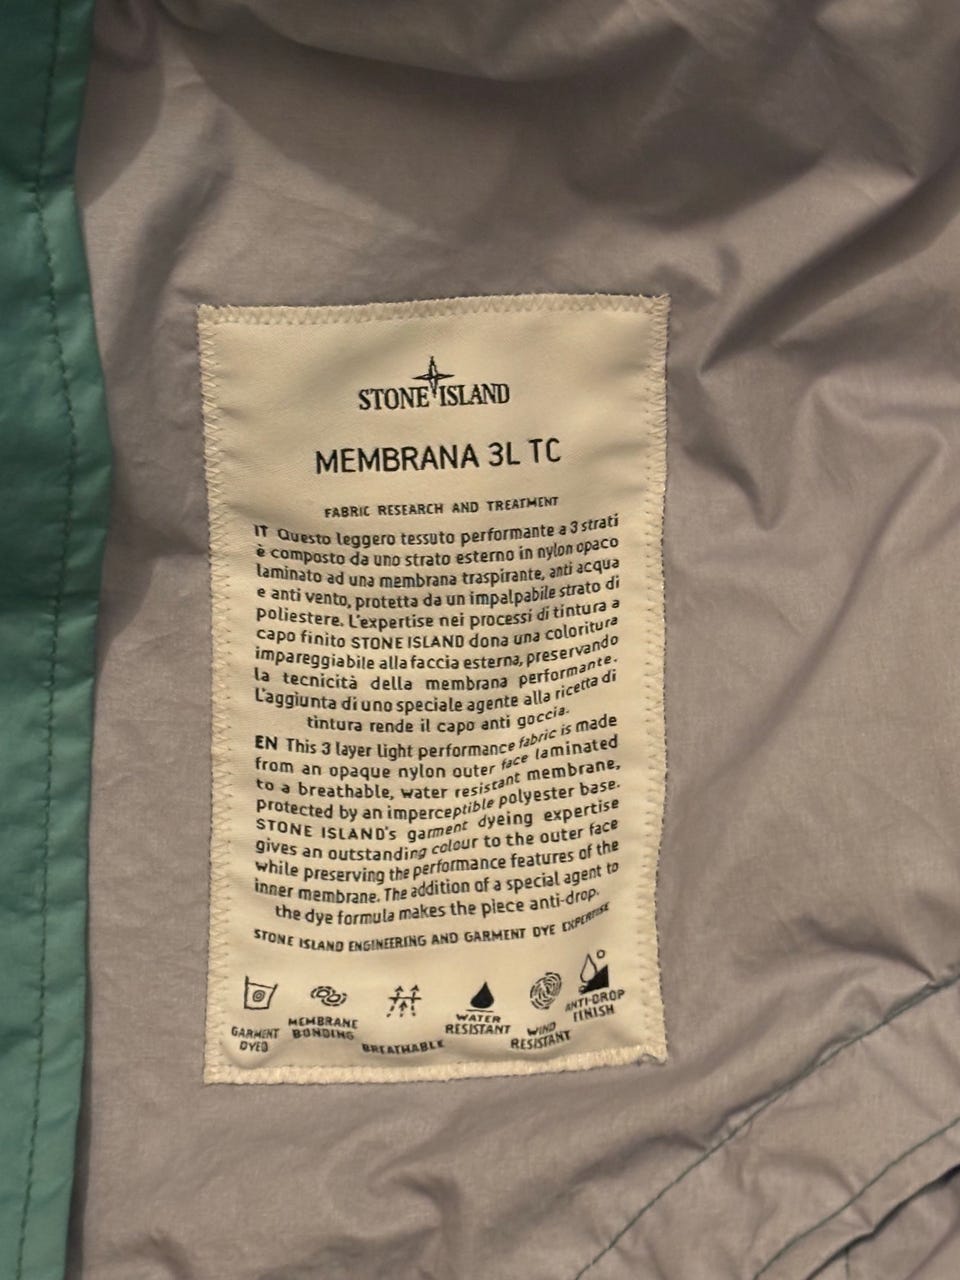 STONE ISLAND
MEMBRANA 3L TC
FABRIC RESEARCH AND TREATMENT
IT Questo leggero tessuto performante a 3 strati
è composto da uno strato esterno in nylon opaco
laminato ad una membrana traspirante, anti acqua
e anti vento, protetta da un impalpabile strato di
poliestere. L'expertise nei processi di tintura a
capo finito STONE ISLAND dona una coloritura
impareggiabile alla faccia esterna, preservando
la tecnicità della membrana performante.
L'aggiunta di uno speciale agente alla ricetta di
tintura rende il capo anti goccia.
EN This 3 layer light performance fabric is made
from an opaque nylon outer face laminated
to a breathable, water resistant membrane,
protected by an imperceptible polyester base.
STONE ISLAND's garment dyeing expertise
gives an outstanding colour to the outer face
while preserving the performance features of the
inner membrane. The addition of a special agent to
the dye formula makes the piece anti-drop.
STONE ISLAND ENGINEERING AND GARMENT DYE EXPERTISE
GARMENT
DYED
MEMBRANE
BONDING
BREATHABLE
WATER
RESISTANT
WIND
RESISTANT
ANTI-DROP
FINISH